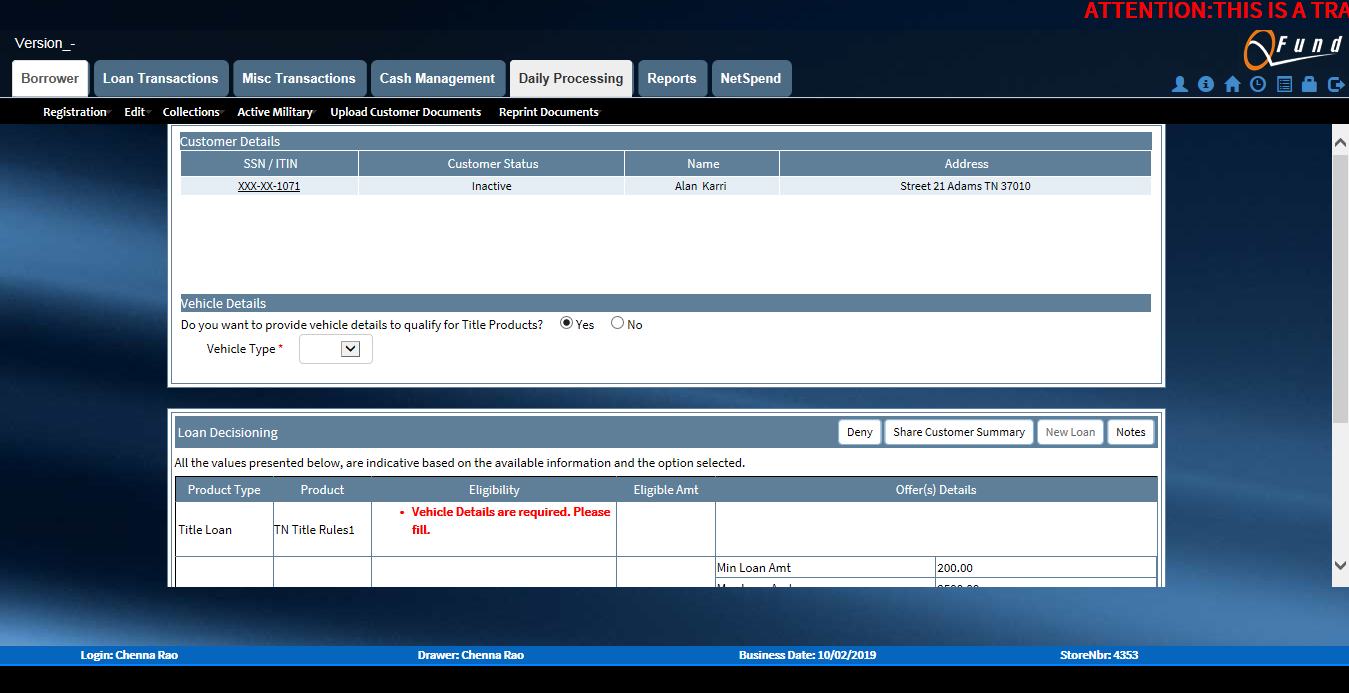 ATTENTION:THIS IS A TRA
Version_-
QFund
Borrower Loan Transactions Misc Transactions Cash Management Daily Processing Reports NetSpend
Registration Edit Collections Active Military Upload Customer Documents Reprint Documents
Customer Details
SSN / ITIN Customer Status Name Address
XXX-XX-1071 Inactive Alan Karri Street 21 Adams TN 37010
Vehicle Details
Do you want to provide vehicle details to qualify for Title Products? Yes No
Vehicle Type *
Loan Decisioning Deny Share Customer Summary New Loan Notes
All the values presented below, are indicative based on the available information and the option selected.
Product Type Product Eligibility Eligible Amt Offer(s) Details
Title Loan TN Title Rules1 • Vehicle Details are required. Please
fill.
Min Loan Amt 200.00
Login: Chenna Rao Drawer: Chenna Rao Business Date: 10/02/2019 StoreNbr: 4353